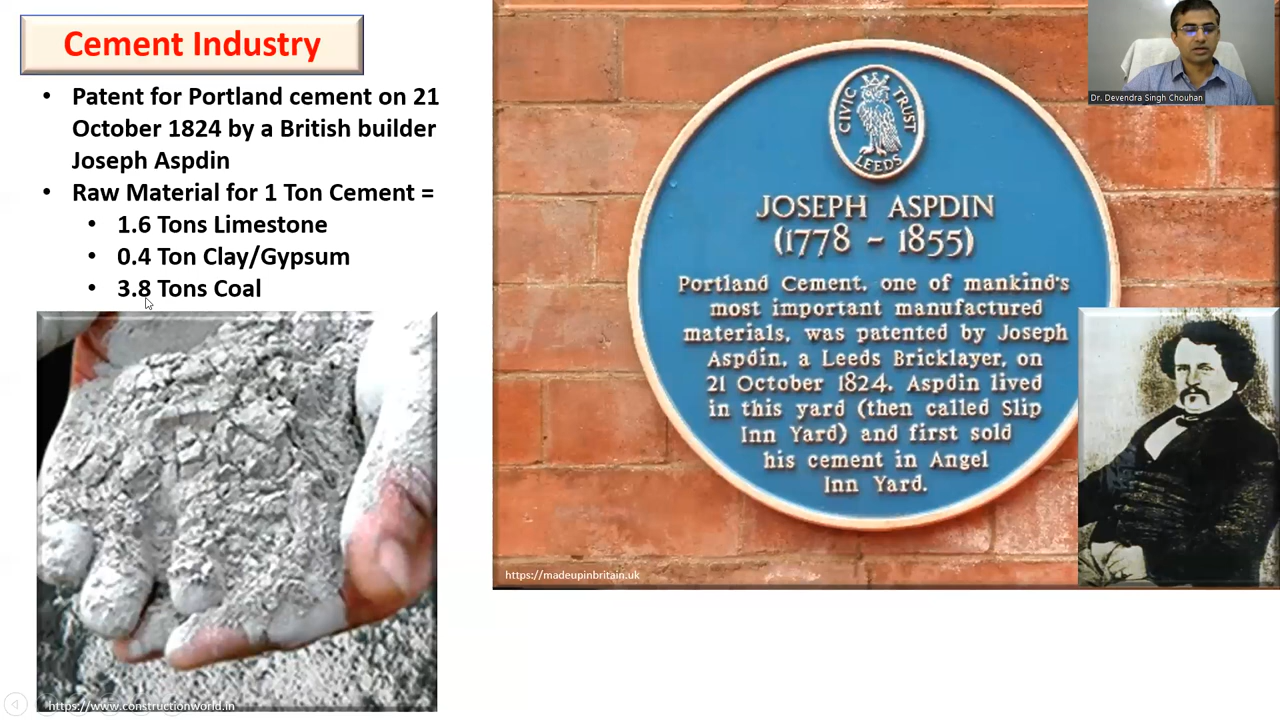 Cement Industry
• Patent for Portland cement on 21
October 1824 by a British builder
Joseph Aspdin
• Raw Material for 1 Ton Cement =
• 1.6 Tons Limestone
• 0.4 Ton Clay/Gypsum
• 3.8 Tons Coal
https://www.constructionworld.in
CIVIC TRUST
LEEDS
JOSEPH ASPDIN
(1778 - 1855)
Portland Cement, one of mankind's
most important manufactured
materials, was patented by Joseph
Aspdin, a Leeds Bricklayer, on
21 October 1824. Aspdin lived
in this yard (then called Slip
Inn Yard) and first sold
his cement in Angel
Inn Yard.
https://madeupinbritain.uk
Dr. Devendra Singh Chouhan